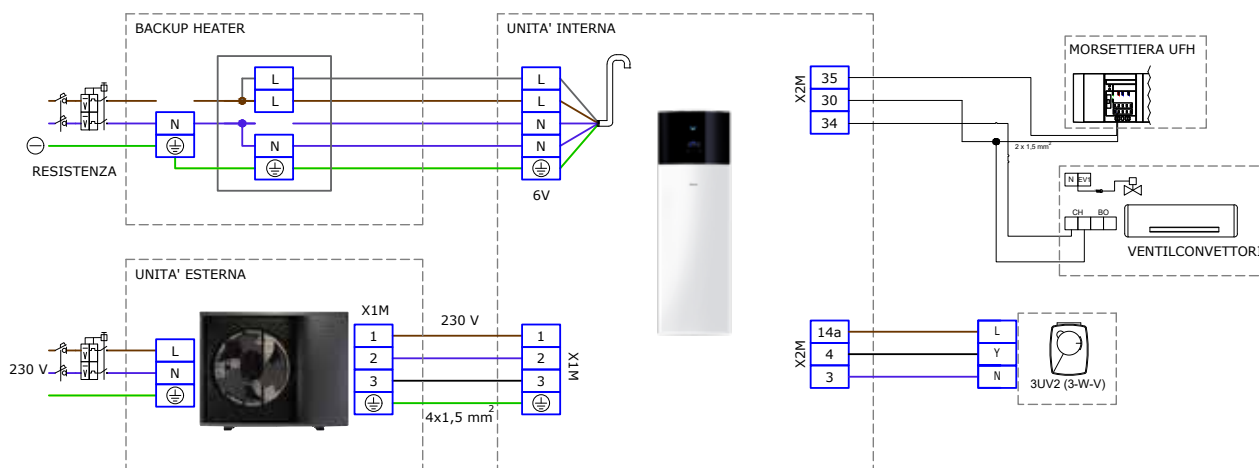 BACKUP HEATER
UNITA' INTERNA
L
L
N
N
N
RESISTENZA
L
L
N
N
6V
X2M
35
30
34
MORSETTIERA UFH
2 x 1,5 mm²
N EV1
CH BO
VENTILCONVETTORI
UNITA' ESTERNA
230 V
L
N
X1M
1
2
3
230 V
4x1,5 mm²
1
2
3
X1M
X2M
14a
4
3
L
Y
N
3UV2 (3-W-V)